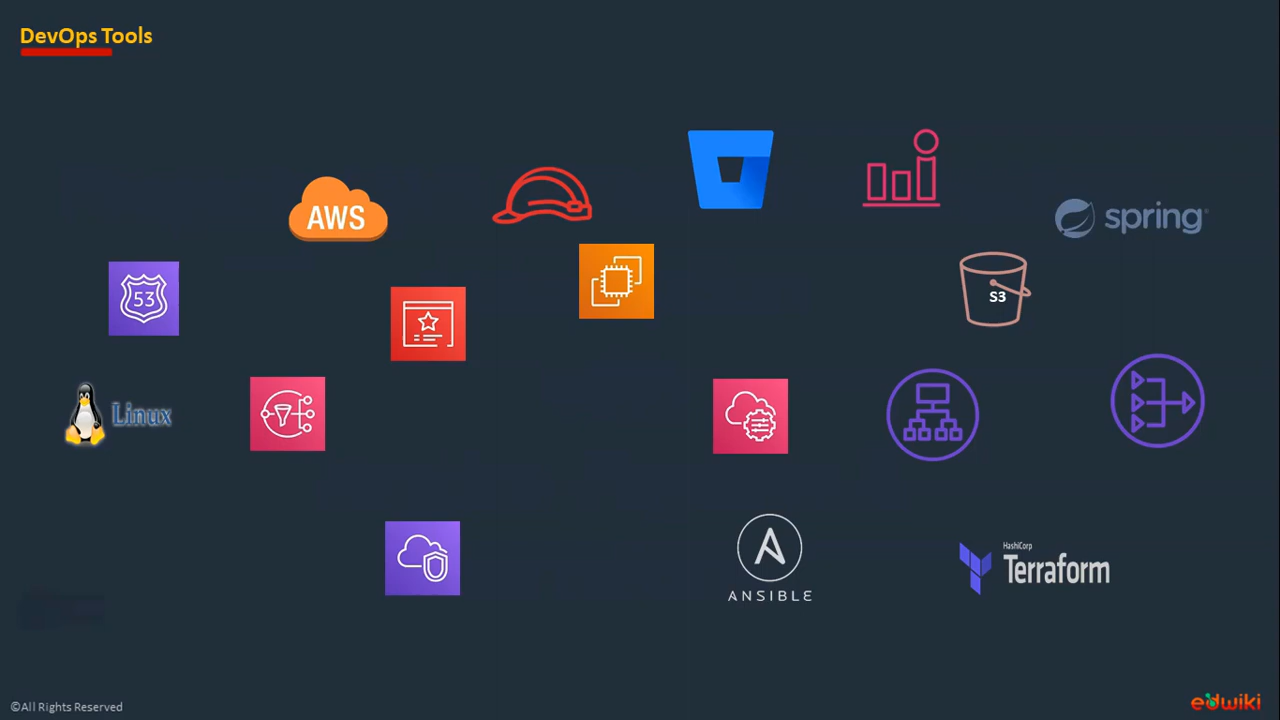 DevOps Tools
AWS
spring
53
S3
Linux
ANSIBLE
HashiCorp
Terraform
©All Rights Reserved
edwiki